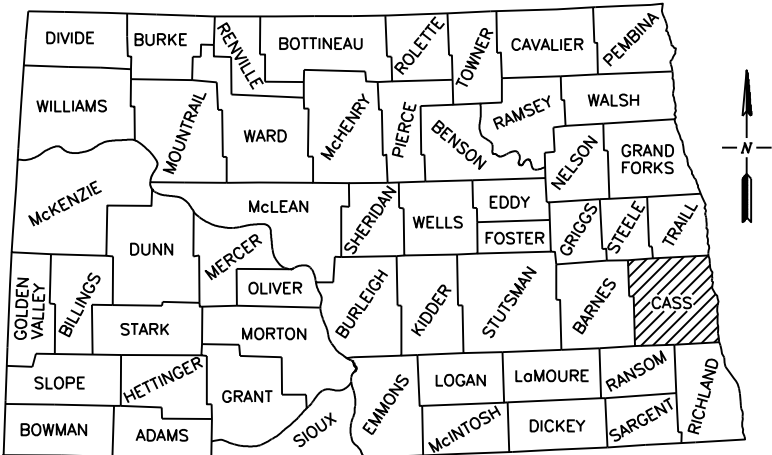 DIVIDE
BURKE
RENVILLE
BOTTINEAU
ROLETTE
TOWNER
CAVALIER
PEMBINA
WILLIAMS
MOUNTRAIL
WARD
McHENRY
PIERCE
BENSON
RAMSEY
WALSH
NELSON
GRAND
FORKS
N
McKENZIE
McLEAN
SHERIDAN
WELLS
EDDY
FOSTER
GRIGGS
STEELE
TRAILL
DUNN
MERCER
OLIVER
GOLDEN
VALLEY
BILLINGS
STARK
MORTON
BURLEIGH
KIDDER
STUTSMAN
BARNES
CASS
SLOPE
HETTINGER
GRANT
SIOUX
EMMONS
LOGAN
LaMOURE
RANSOM
RICHLAND
BOWMAN
ADAMS
McINTOSH
DICKEY
SARGENT